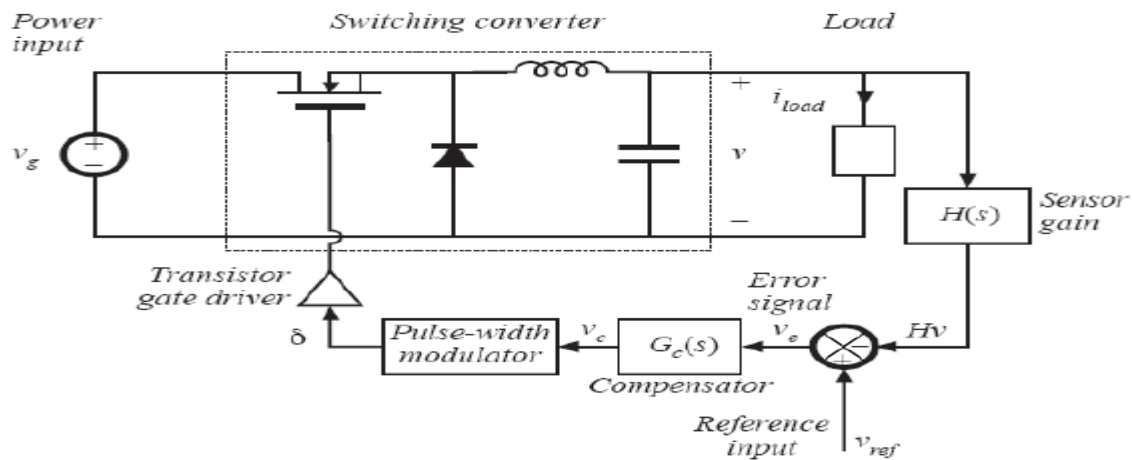 Power
input
Switching converter
Load
v_g
+
−
+
v
−
i_load
H(s)
Sensor
gain
Transistor
gate driver
δ
Pulse-width
modulator
v_c
G_c(s)
Compensator
Error
signal
v_e
−
+
Hv
Reference
input
v_ref